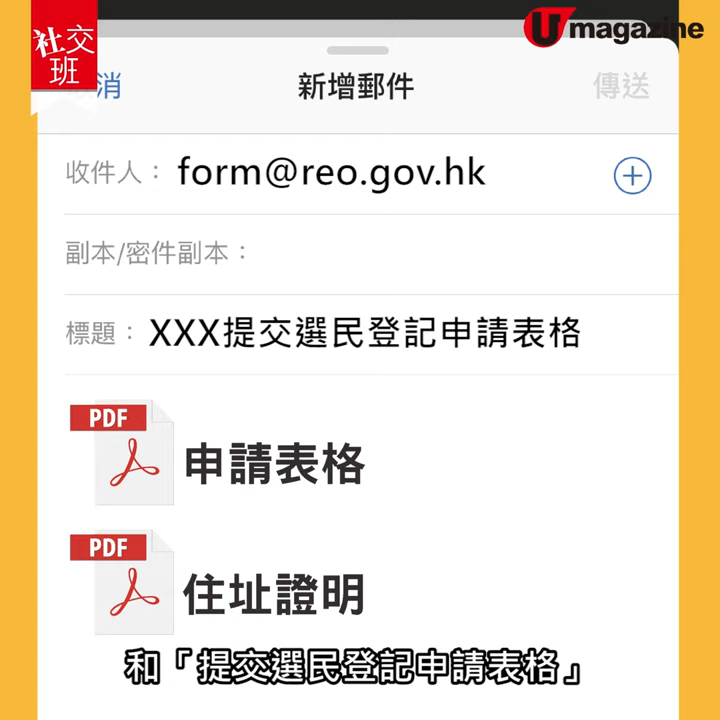 社交班
U magazine
消
新增郵件
傳送
收件人：
form@reo.gov.hk
副本/密件副本：
標題：
XXX提交選民登記申請表格
PDF
申請表格
PDF
住址證明
和「提交選民登記申請表格」